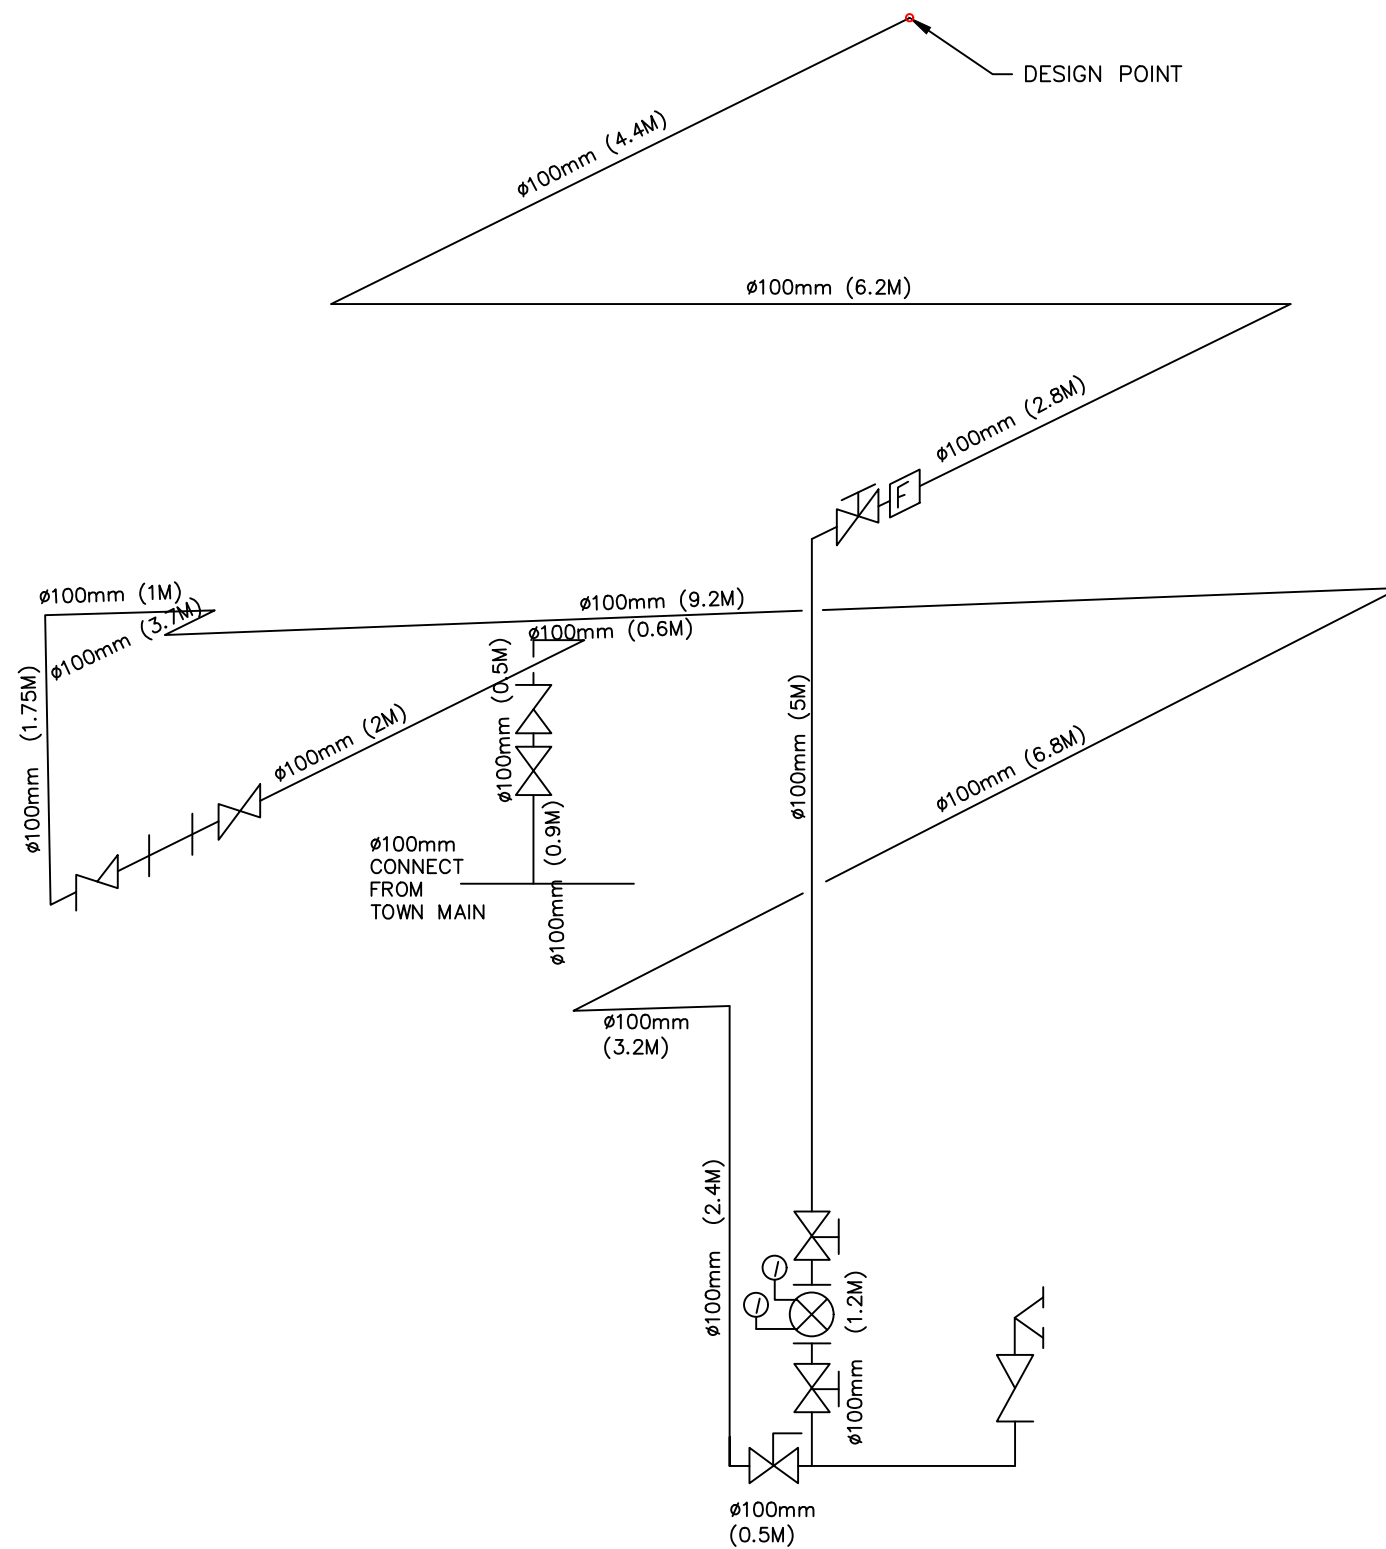 DESIGN POINT
ø100mm (4.4M)
ø100mm (6.2M)
ø100mm (2.8M)
F
ø100mm (1M)
ø100mm (3.7M)
ø100mm (9.2M)
ø100mm (0.6M)
ø100mm (1.75M)
ø100mm (2M)
ø100mm (0.5M)
ø100mm (5M)
ø100mm (6.8M)
ø100mm (0.9M)
ø100mm
CONNECT
FROM
TOWN MAIN
ø100mm
(3.2M)
ø100mm (2.4M)
ø100mm (1.2M)
ø100mm
(0.5M)